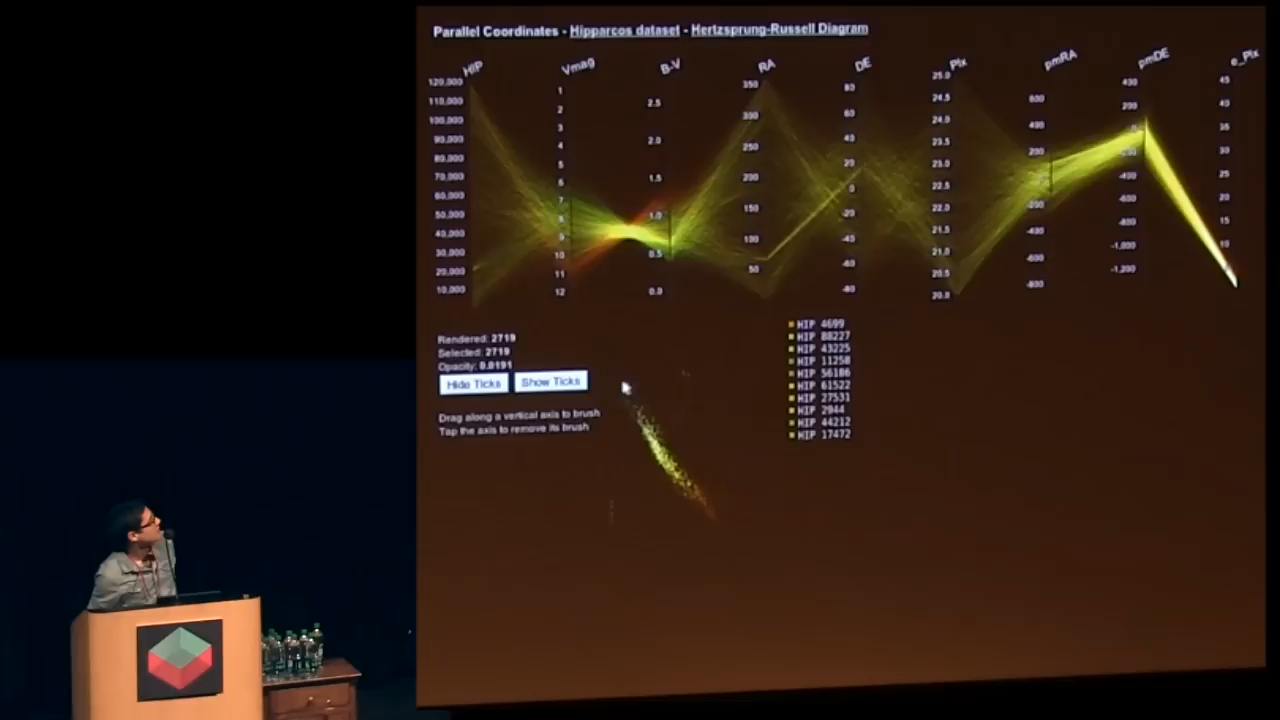 Parallel Coordinates - Hipparcos dataset - Hertzsprung-Russell Diagram
HIP Vmag B-V RA DE Plx pmRA pmDE e_Plx
120,000 110,000 100,000 90,000 80,000 70,000 60,000 50,000 40,000 30,000 20,000 10,000
1 2 3 4 5 6 7 8 9 10 11 12
2.5 2.0 1.5 1.0 0.5 0.0
350 300 250 200 150 100 50
80 60 40 20 0 -20 -40 -60 -80
25.0 24.5 24.0 23.5 23.0 22.5 22.0 21.5 21.0 20.5 20.0
600 400 200 -200 -400 -600 -800
400 200 0 -400 -600 -800 -1,000 -1,200
45 40 35 30 25 20 15 10
Rendered: 2719
Selected: 2719
Opacity: 0.0191
Hide Ticks Show Ticks
Drag along a vertical axis to brush
Tap the axis to remove its brush
HIP 4699
HIP 88227
HIP 43225
HIP 11258
HIP 56186
HIP 61522
HIP 27531
HIP 2944
HIP 44212
HIP 17472